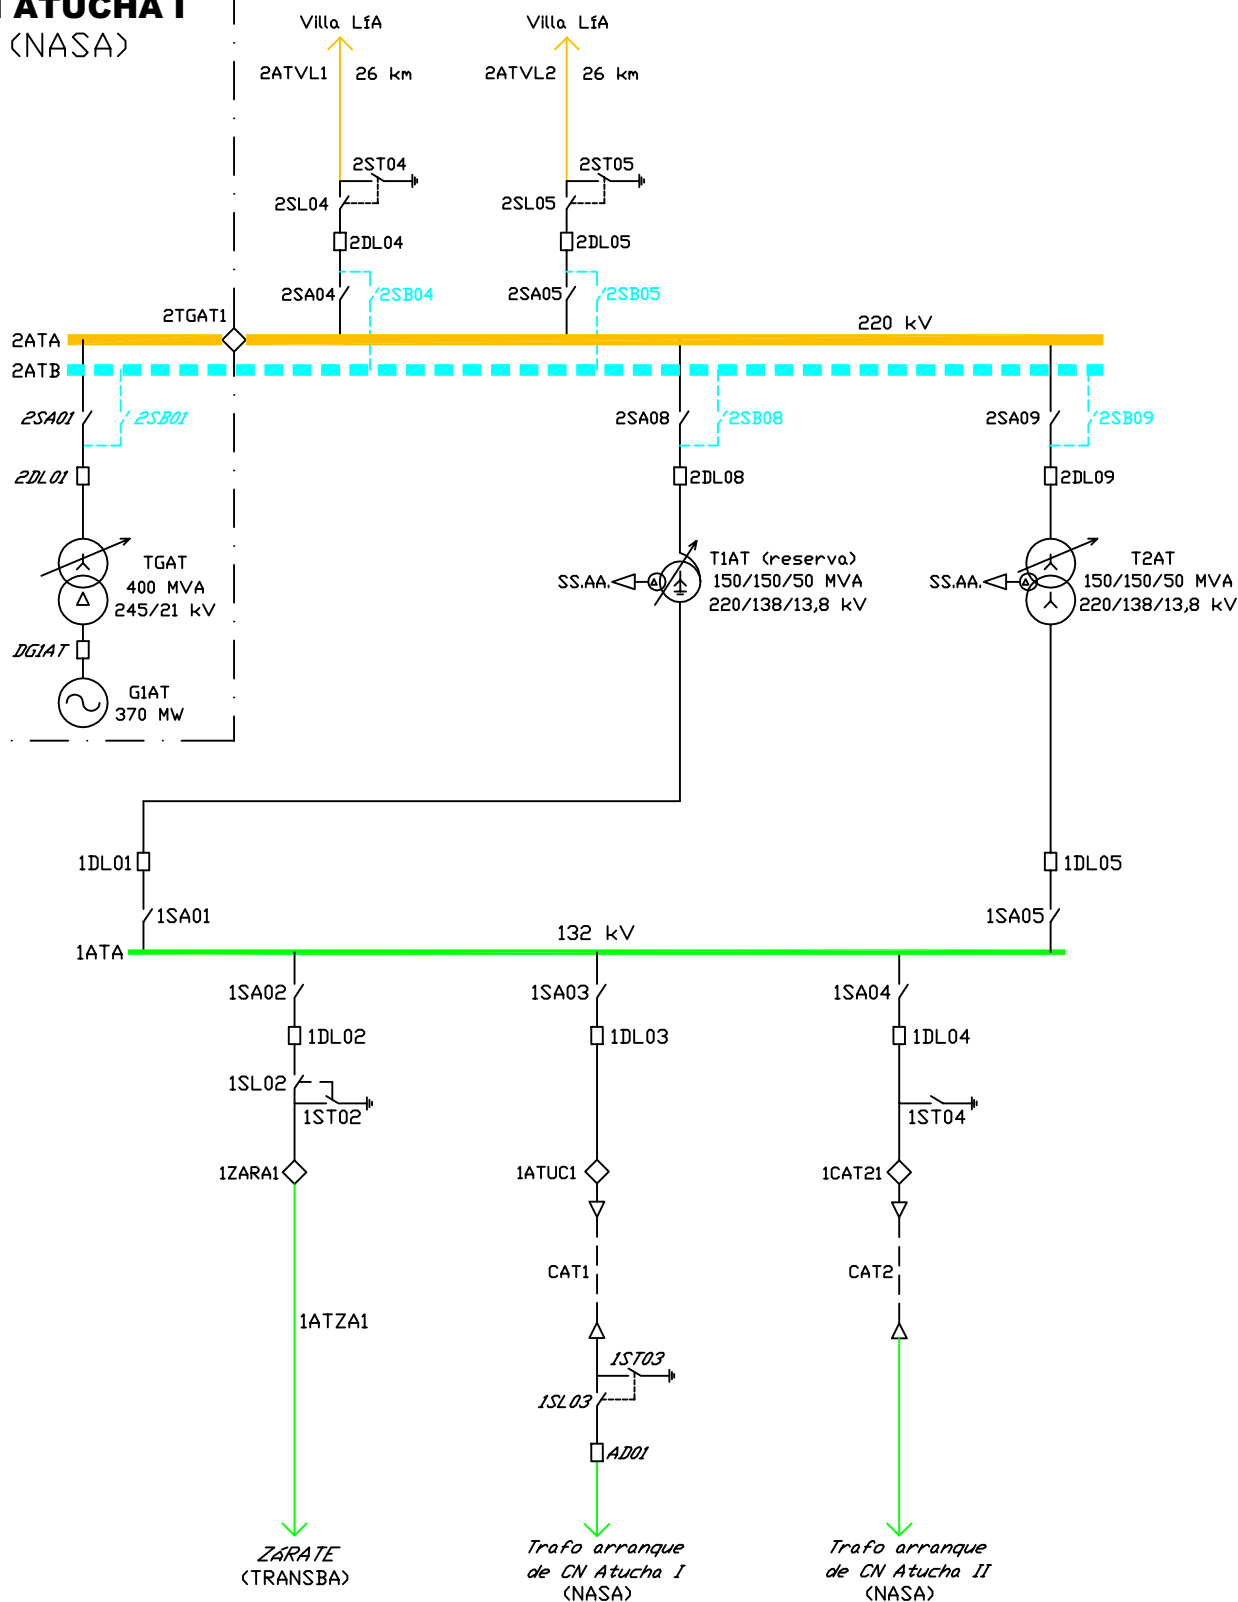 ATUCHA I
(NASA)
Villa LíA
Villa LíA
2ATVL1 26 km
2ATVL2 26 km
2ST04
2ST05
2SL04
2SL05
2DL04
2DL05
2SA04
2SB04
2SA05
2SB05
2TGAT1
220 kV
2ATA
2ATB
2SA01
2SB01
2SA08
2SB08
2SA09
2SB09
2DL01
2DL08
2DL09
TGAT
400 MVA
245/21 kV
SS.AA.
T1AT (reserva)
150/150/50 MVA
220/138/13,8 kV
SS.AA.
T2AT
150/150/50 MVA
220/138/13,8 kV
DG1AT
G1AT
370 MW
1DL01
1DL05
1SA01
1SA05
132 kV
1ATA
1SA02
1SA03
1SA04
1DL02
1DL03
1DL04
1SL02
1ST02
1ST04
1ZARA1
1ATUC1
1CAT21
CAT1
CAT2
1ATZA1
1ST03
1SL03
AD01
ZáRATE
(TRANSBA)
Trafo arranque
de CN Atucha I
(NASA)
Trafo arranque
de CN Atucha II
(NASA)